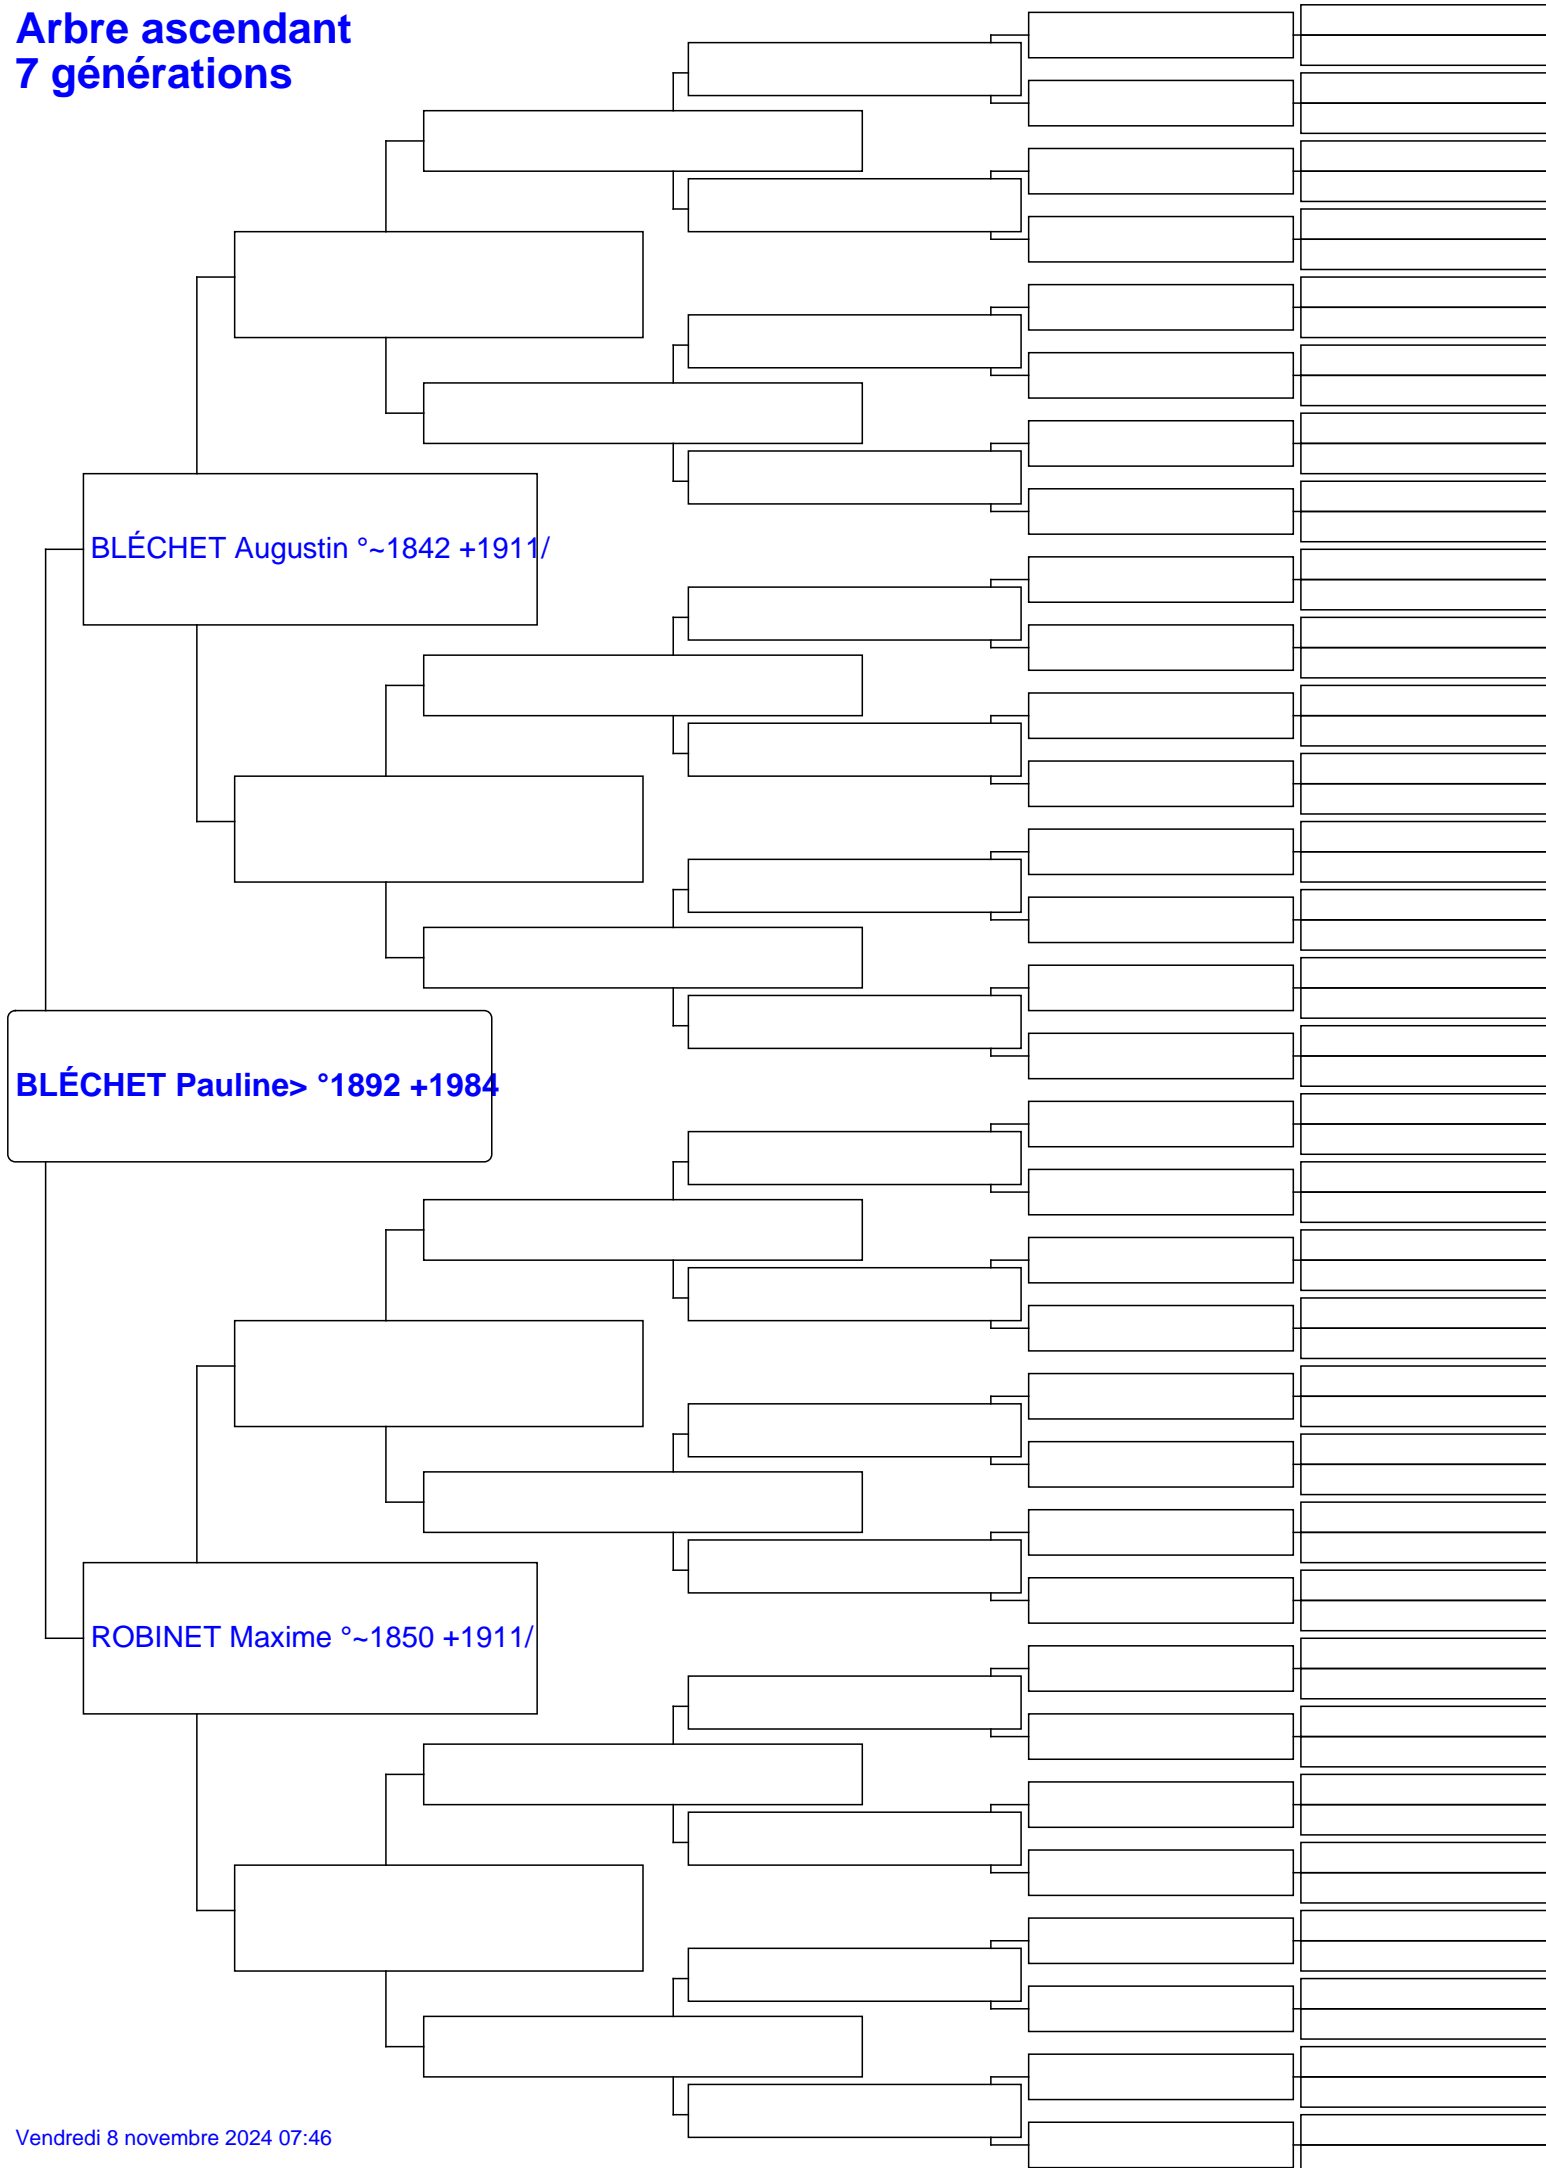 Arbre ascendant
7 générations
BLÉCHET Augustin °~1842 +1911/
BLÉCHET Pauline> °1892 +1984
ROBINET Maxime °~1850 +1911/
Vendredi 8 novembre 2024 07:46